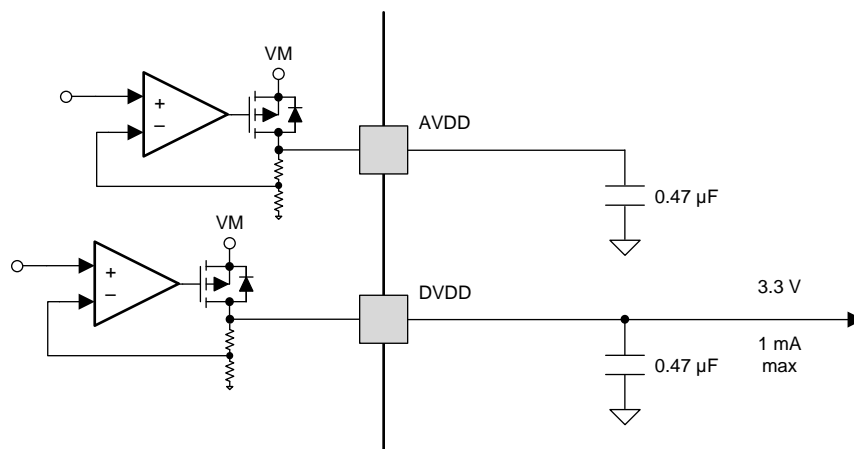 VM
+
–
AVDD
0.47 µF
VM
+
–
DVDD
3.3 V
1 mA
max
0.47 µF